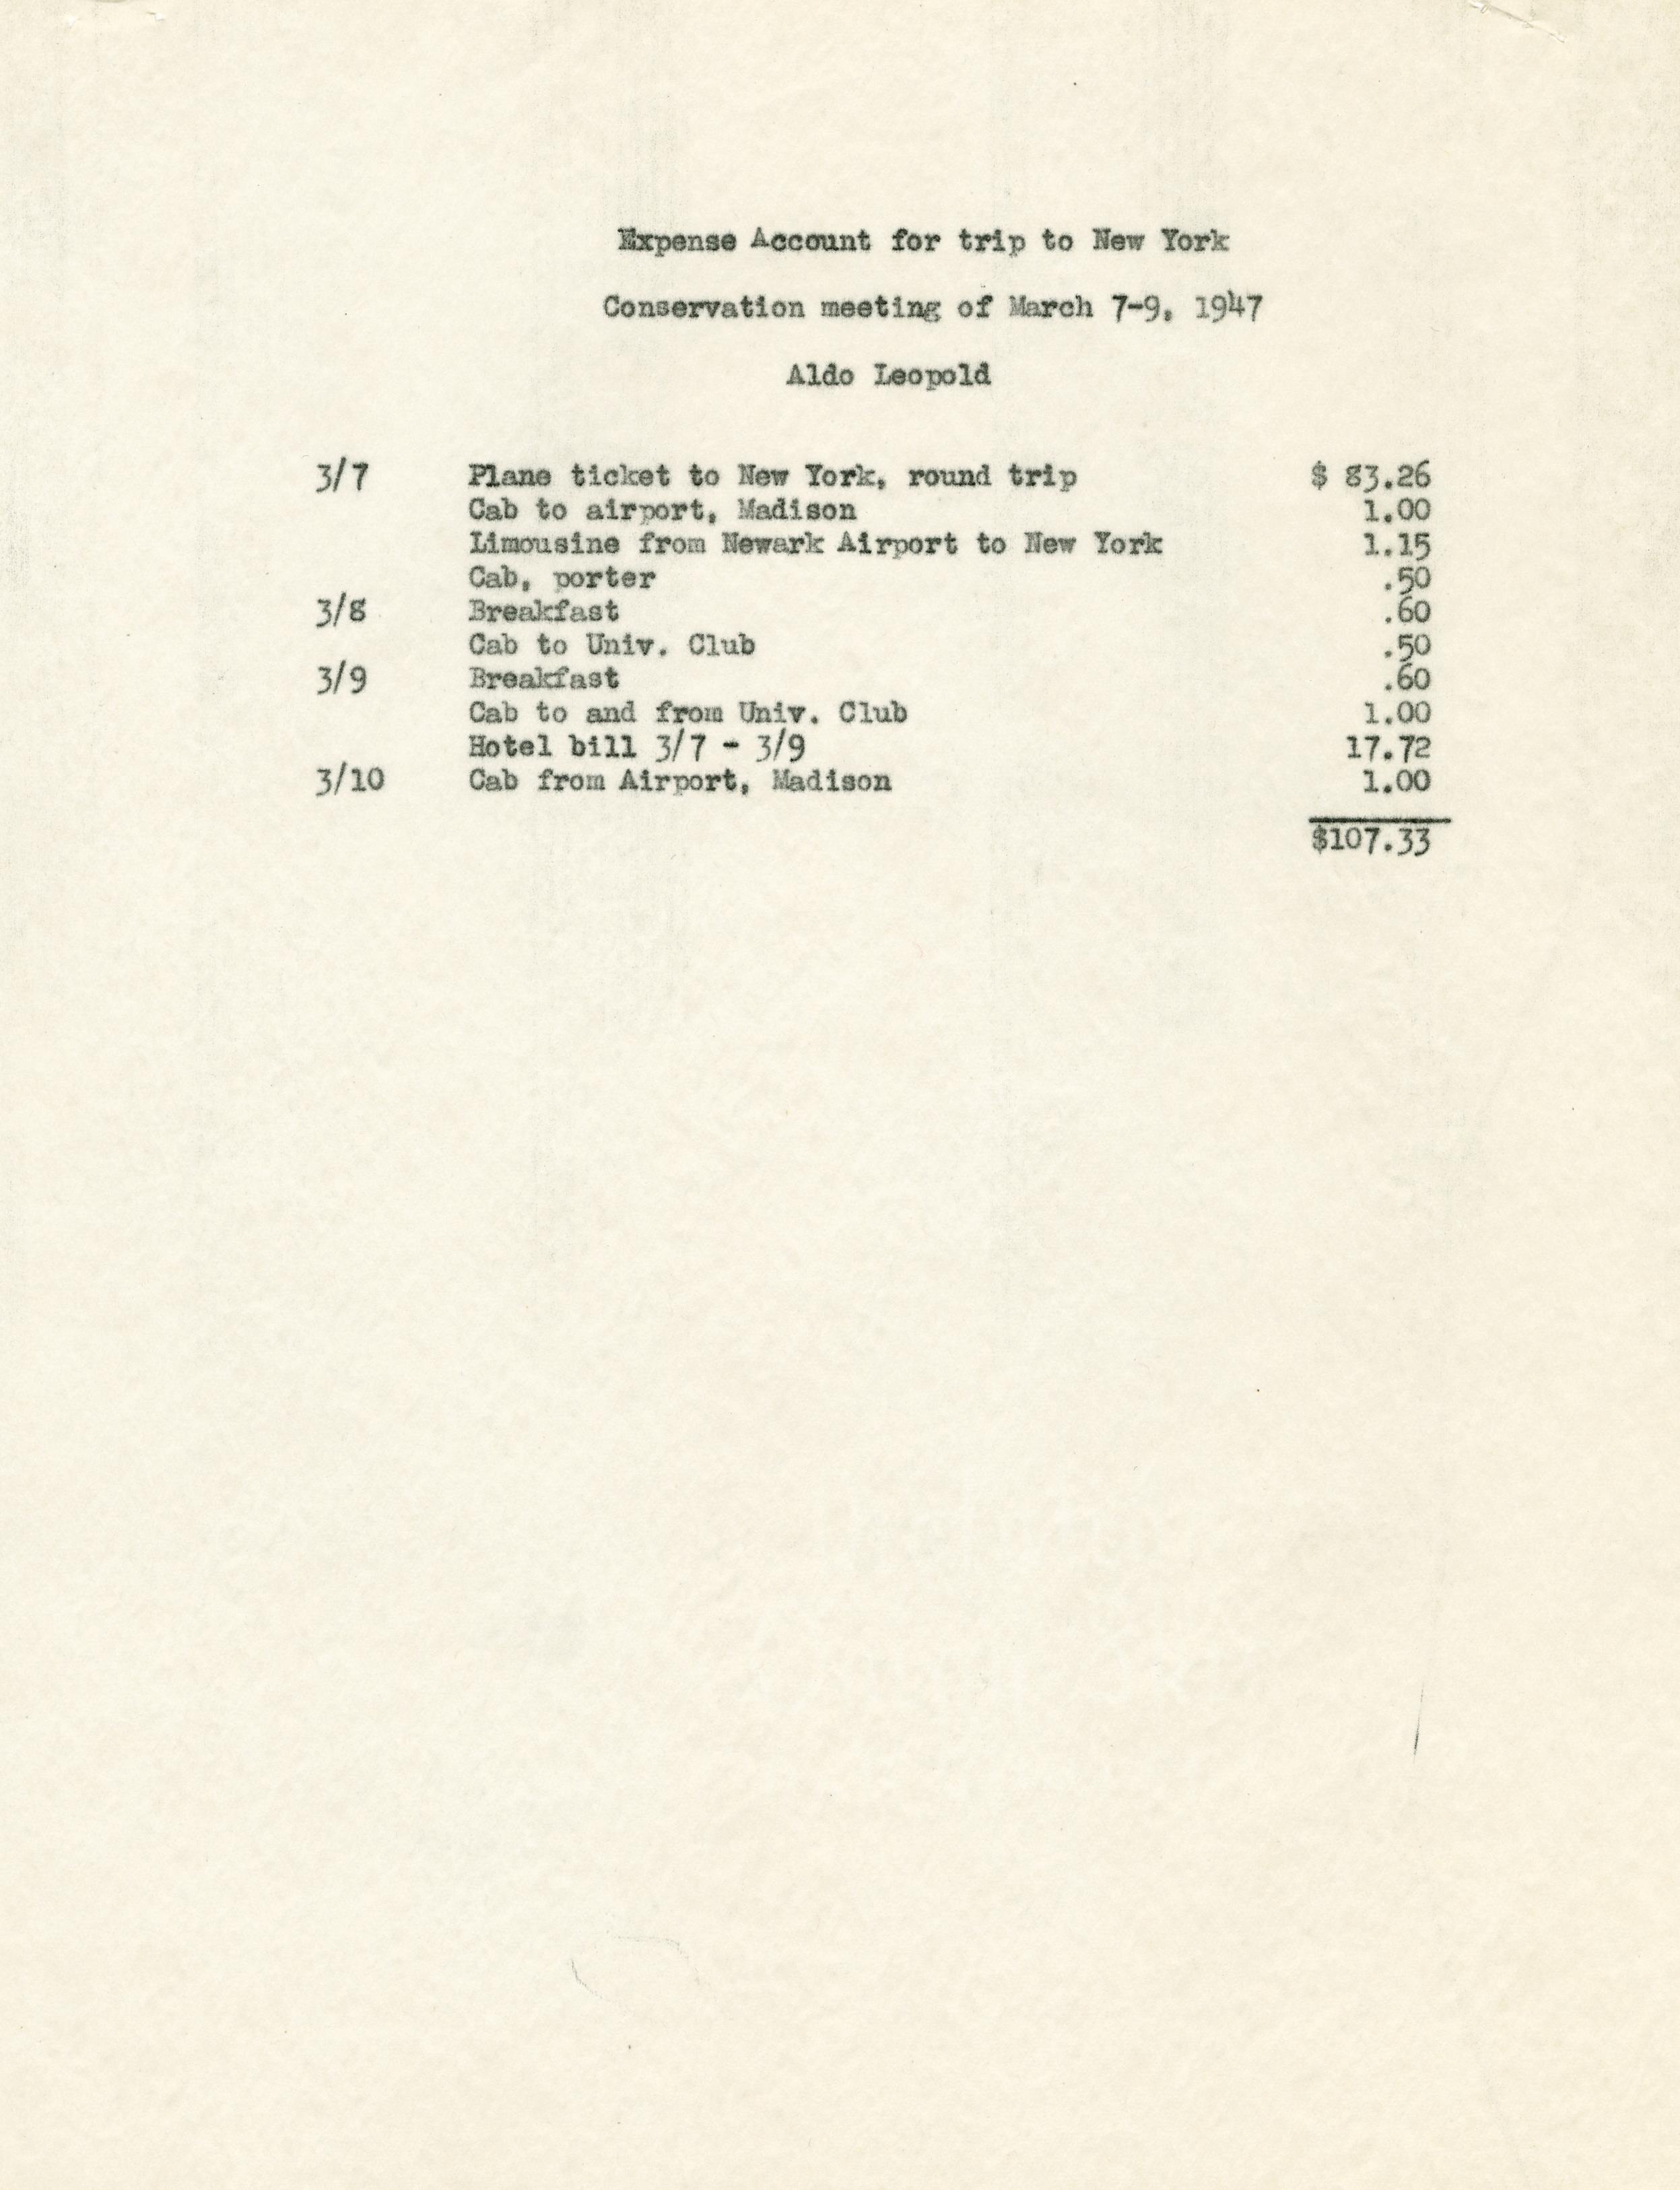 Expense Account for trip to New York
Conservation meeting of March 7-9, 1947
Aldo Leopold
3/7 Plane ticket to New York, round trip $ 83.26
Cab to airport, Madison 1.00
Limousine from Newark Airport to New York 1.15
Cab, porter .50
3/8 Breakfast .60
Cab to Univ. Club .50
3/9 Breakfast .60
Cab to and from Univ. Club 1.00
Hotel bill 3/7 - 3/9 17.72
3/10 Cab from Airport, Madison 1.00
$107.33